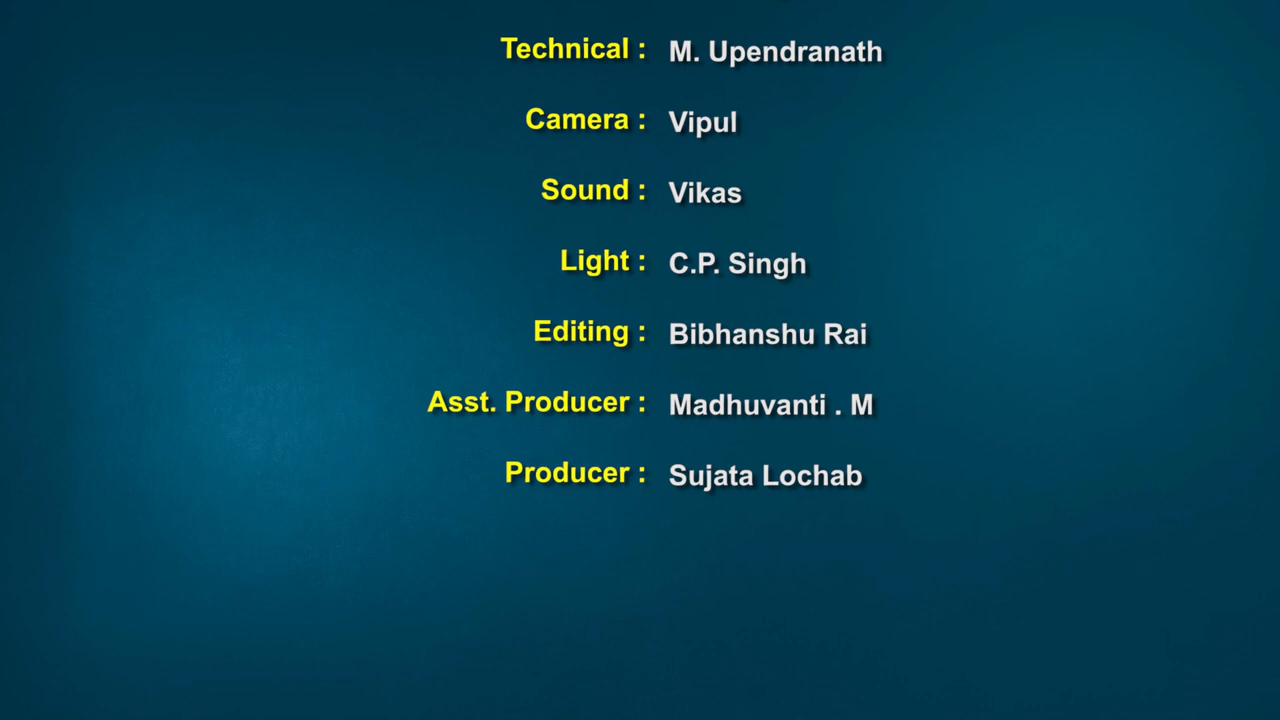 Technical : M. Upendranath
Camera : Vipul
Sound : Vikas
Light : C.P. Singh
Editing : Bibhanshu Rai
Asst. Producer : Madhuvanti . M
Producer : Sujata Lochab